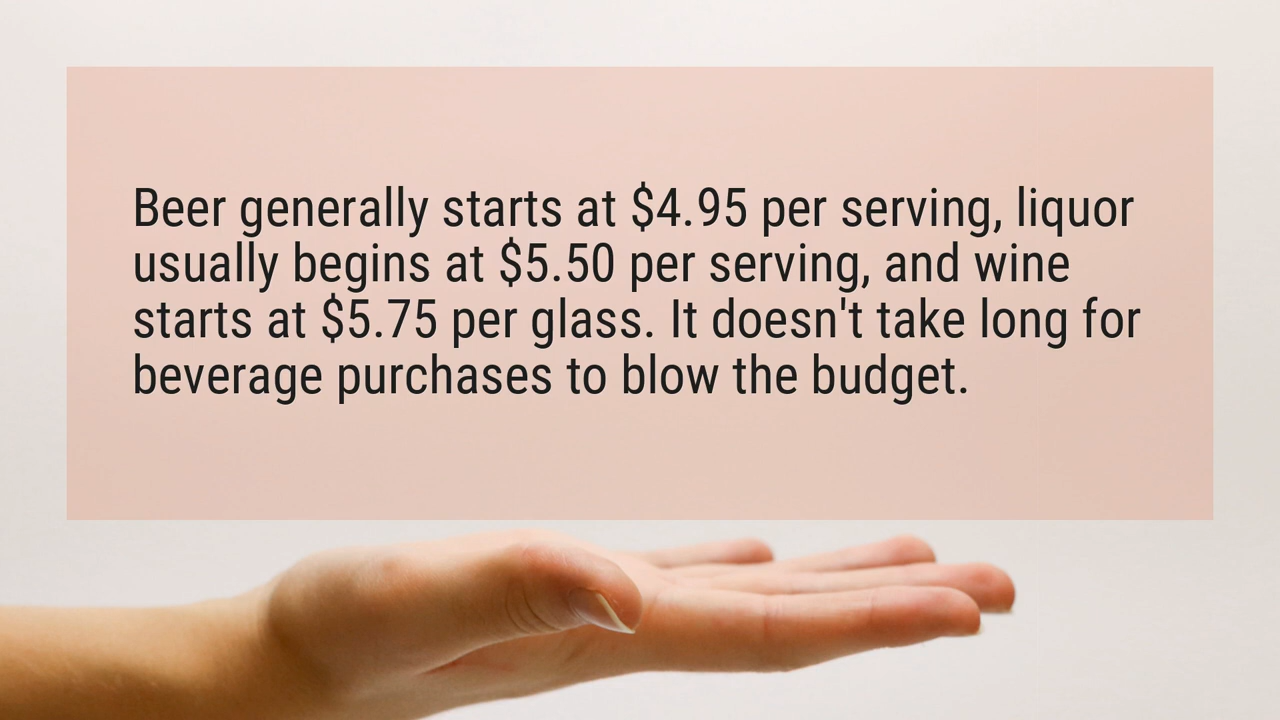 Beer generally starts at $4.95 per serving, liquor
usually begins at $5.50 per serving, and wine
starts at $5.75 per glass. It doesn't take long for
beverage purchases to blow the budget.